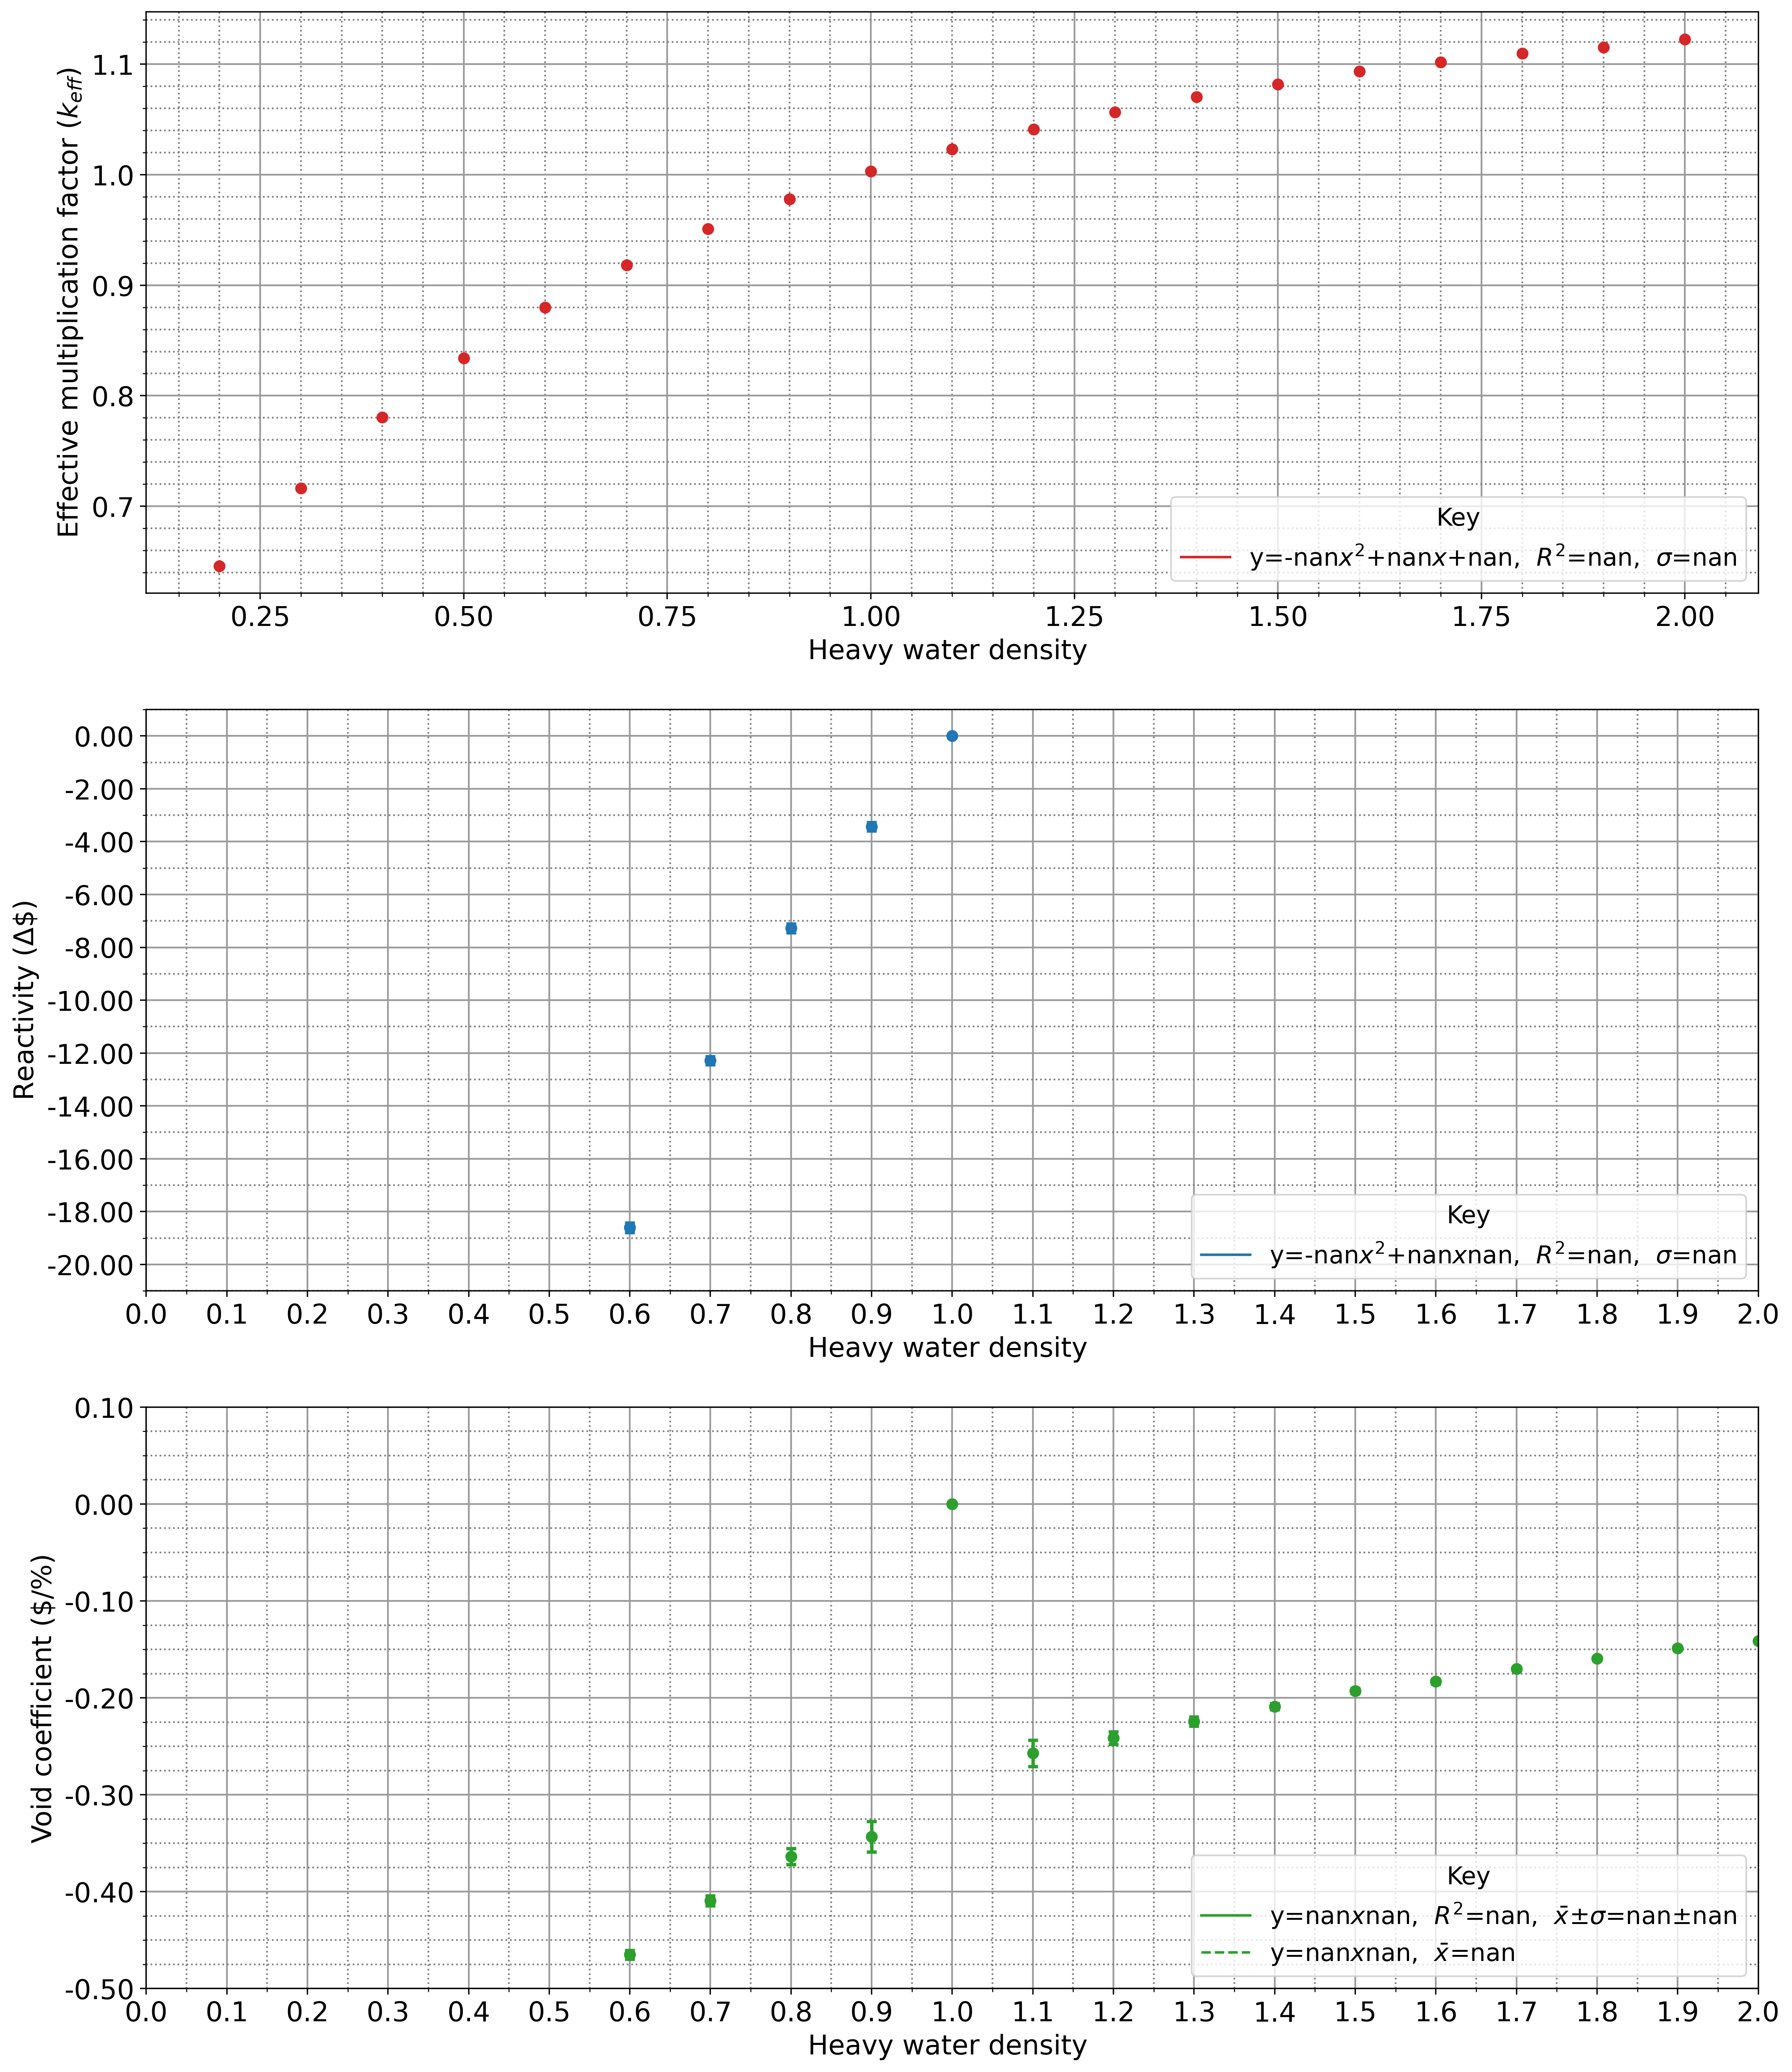 Effective multiplication factor (k_eff)
1.1
1.0
0.9
0.8
0.7
Key
y=-nanx²+nanx+nan, R²=nan, σ=nan
0.25 0.50 0.75 1.00 1.25 1.50 1.75 2.00
Heavy water density
Reactivity (Δ$)
0.00
-2.00
-4.00
-6.00
-8.00
-10.00
-12.00
-14.00
-16.00
-18.00
-20.00
Key
y=-nanx²+nanxnan, R²=nan, σ=nan
0.0 0.1 0.2 0.3 0.4 0.5 0.6 0.7 0.8 0.9 1.0 1.1 1.2 1.3 1.4 1.5 1.6 1.7 1.8 1.9 2.0
Heavy water density
Void coefficient ($/%)
0.10
0.00
-0.10
-0.20
-0.30
-0.40
-0.50
Key
y=nanxnan, R²=nan, x̄±σ=nan±nan
y=nanxnan, x̄=nan
0.0 0.1 0.2 0.3 0.4 0.5 0.6 0.7 0.8 0.9 1.0 1.1 1.2 1.3 1.4 1.5 1.6 1.7 1.8 1.9 2.0
Heavy water density